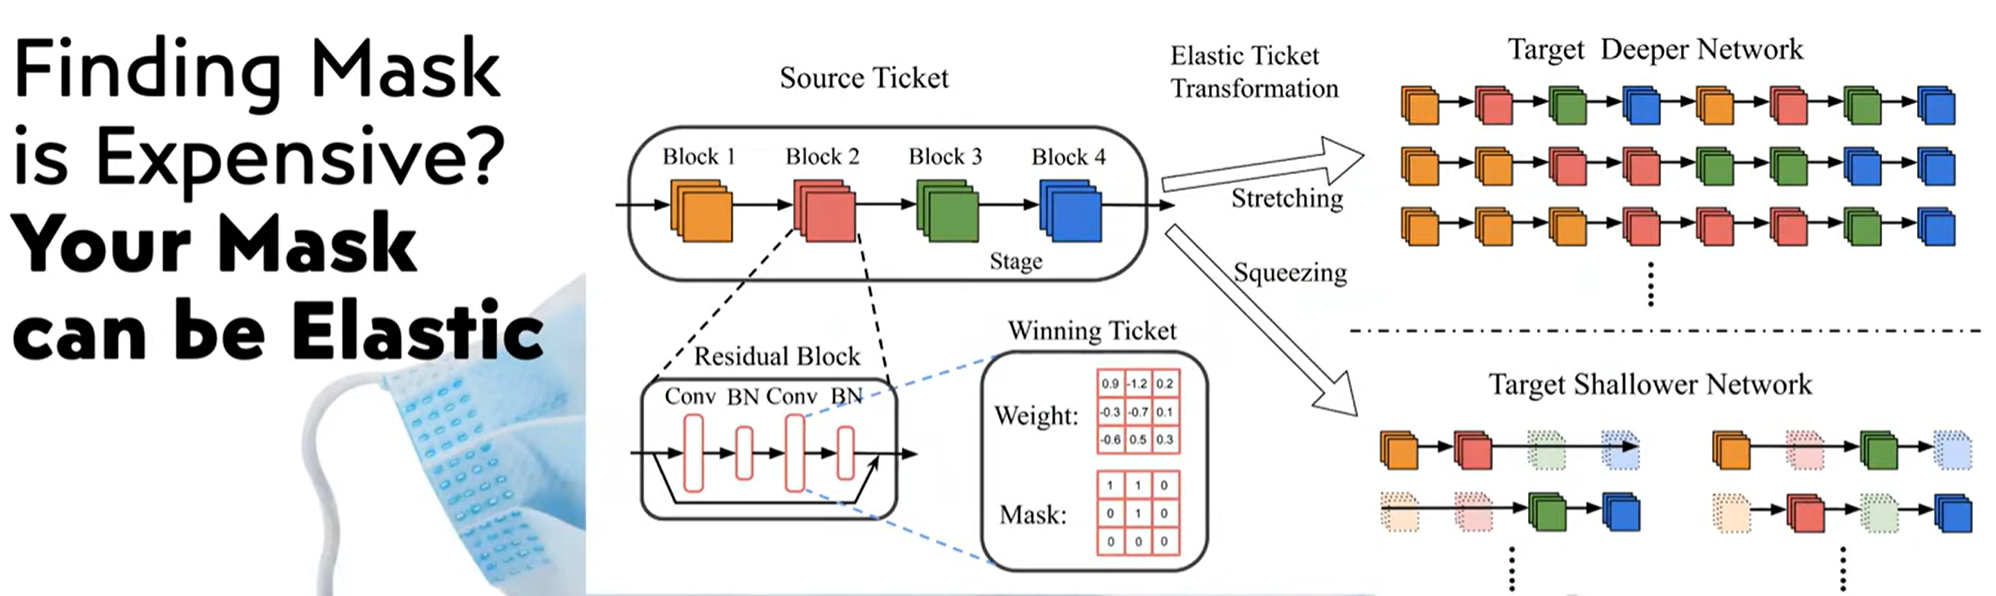 Finding Mask
is Expensive?
Your Mask
can be Elastic
Source Ticket
Block 1 Block 2 Block 3 Block 4
Stage
Residual Block
Conv BN Conv BN
Winning Ticket
Weight:
0.9 -1.2 0.2
-0.3 -0.7 0.1
-0.6 0.5 0.3
Mask:
1 1 0
0 1 0
0 0 0
Elastic Ticket
Transformation
Stretching
Squeezing
Target Deeper Network
Target Shallower Network